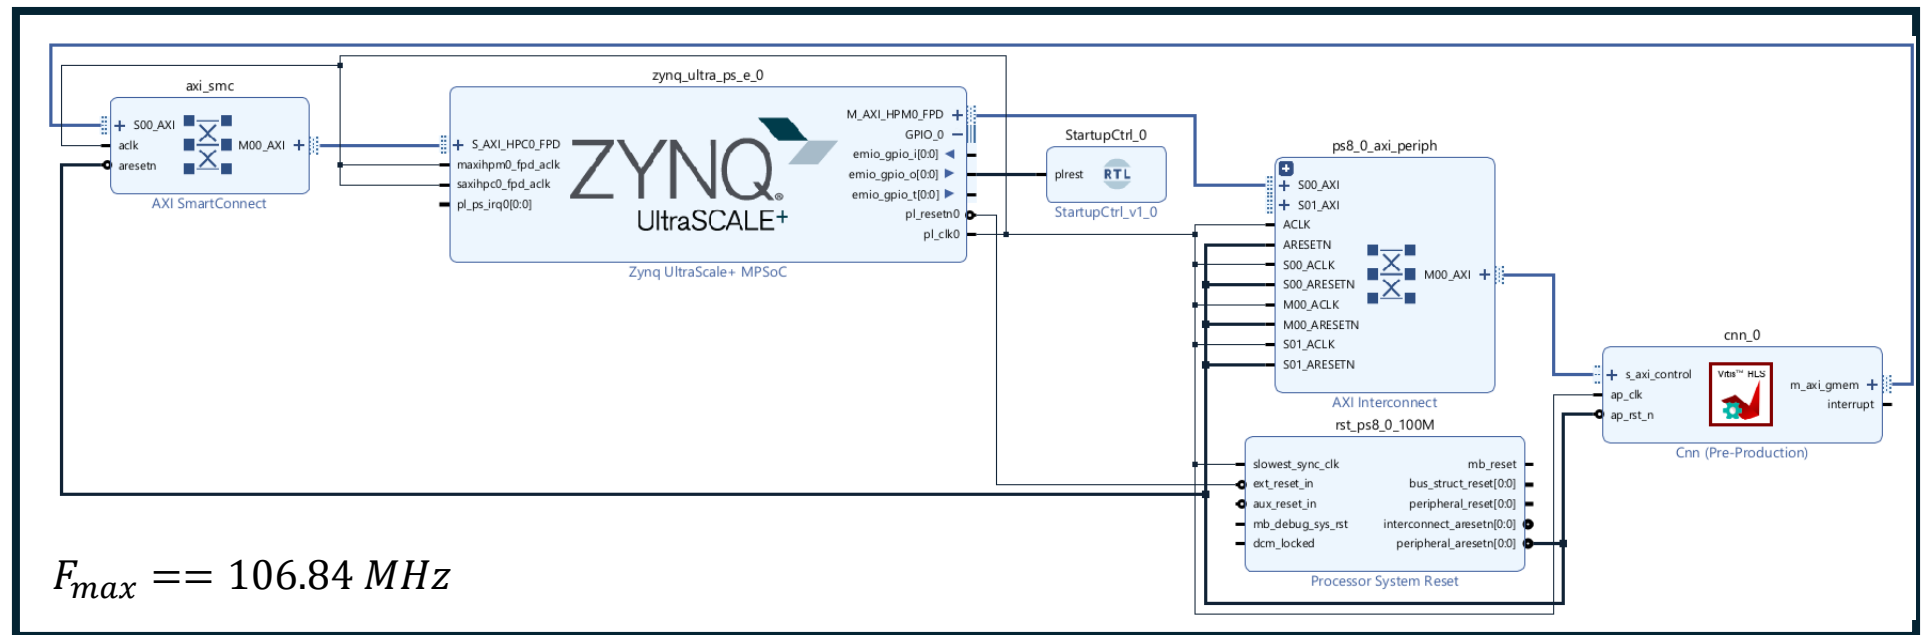 axi_smc
S00_AXI
aclk
aresetn
M00_AXI
AXI SmartConnect
zynq_ultra_ps_e_0
S_AXI_HPC0_FPD
maxihpm0_fpd_aclk
saxihpc0_fpd_aclk
pl_ps_irq0[0:0]
ZYNQ.
UltraSCALE+
M_AXI_HPM0_FPD
GPIO_0
emio_gpio_i[0:0]
emio_gpio_o[0:0]
emio_gpio_t[0:0]
pl_resetn0
pl_clk0
Zynq UltraScale+ MPSoC
StartupCtrl_0
plrest
RTL
StartupCtrl_v1_0
ps8_0_axi_periph
S00_AXI
S01_AXI
ACLK
ARESETN
S00_ACLK
S00_ARESETN
M00_ACLK
M00_ARESETN
S01_ACLK
S01_ARESETN
M00_AXI
AXI Interconnect
rst_ps8_0_100M
slowest_sync_clk
ext_reset_in
aux_reset_in
mb_debug_sys_rst
dcm_locked
mb_reset
bus_struct_reset[0:0]
peripheral_reset[0:0]
interconnect_aresetn[0:0]
peripheral_aresetn[0:0]
Processor System Reset
cnn_0
s_axi_control
ap_clk
ap_rst_n
Vitis™ HLS
m_axi_gmem
interrupt
Cnn (Pre-Production)
F_max == 106.84 MHz